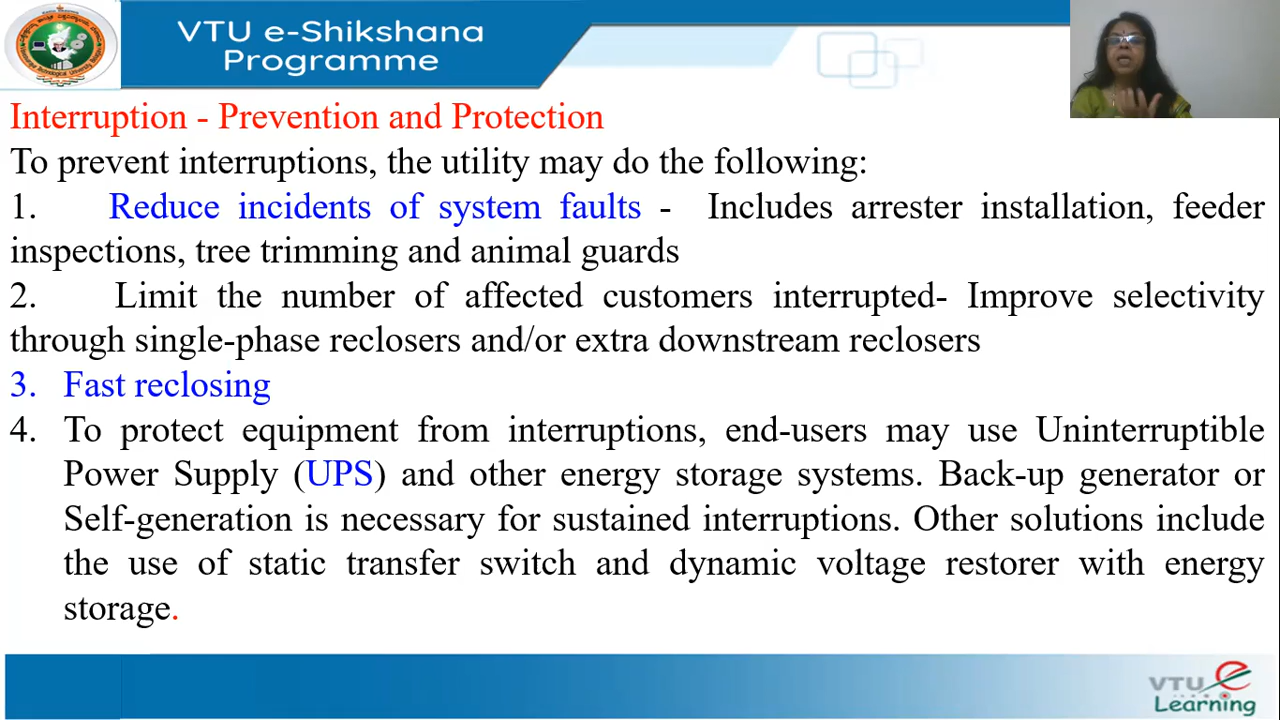 VTU e-Shikshana
Programme
Interruption - Prevention and Protection
To prevent interruptions, the utility may do the following:
1. Reduce incidents of system faults - Includes arrester installation, feeder
inspections, tree trimming and animal guards
2. Limit the number of affected customers interrupted- Improve selectivity
through single-phase reclosers and/or extra downstream reclosers
3. Fast reclosing
4. To protect equipment from interruptions, end-users may use Uninterruptible
Power Supply (UPS) and other energy storage systems. Back-up generator or
Self-generation is necessary for sustained interruptions. Other solutions include
the use of static transfer switch and dynamic voltage restorer with energy
storage.
VTU e
Learning